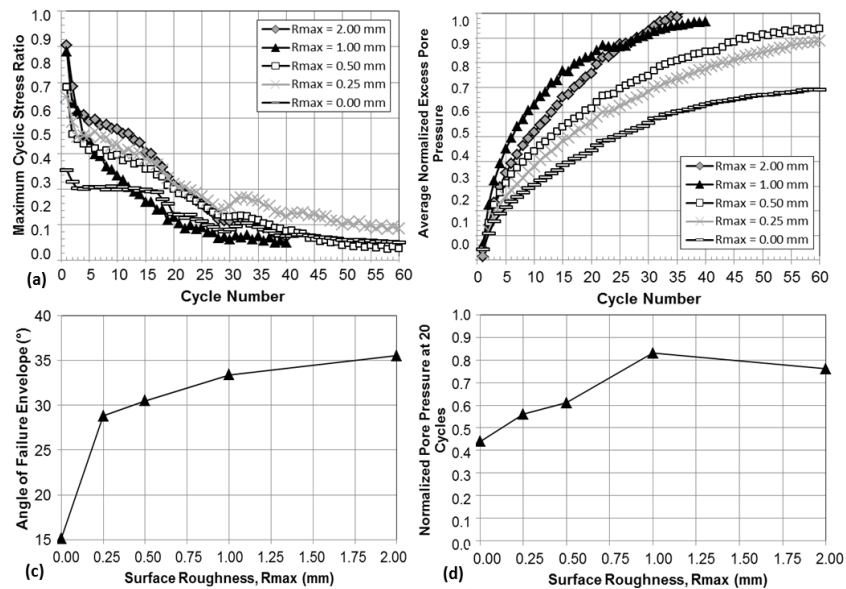 Maximum Cyclic Stress Ratio
1.0
0.9
0.8
0.7
0.6
0.5
0.4
0.3
0.2
0.1
0.0
0 5 10 15 20 25 30 35 40 45 50 55 60
Cycle Number
(a)
Rmax = 2.00 mm
Rmax = 1.00 mm
Rmax = 0.50 mm
Rmax = 0.25 mm
Rmax = 0.00 mm
Average Normalized Excess Pore
Pressure
1.0
0.9
0.8
0.7
0.6
0.5
0.4
0.3
0.2
0.1
0.0
0 5 10 15 20 25 30 35 40 45 50 55 60
Cycle Number
Rmax = 2.00 mm
Rmax = 1.00 mm
Rmax = 0.50 mm
Rmax = 0.25 mm
Rmax = 0.00 mm
Angle of Failure Envelope (°)
40
35
30
25
20
15
0.00 0.25 0.50 0.75 1.00 1.25 1.50 1.75 2.00
Surface Roughness, Rmax (mm)
(c)
Normalized Pore Pressure at 20
Cycles
1.0
0.9
0.8
0.7
0.6
0.5
0.4
0.3
0.2
0.1
0.0
0.00 0.25 0.50 0.75 1.00 1.25 1.50 1.75 2.00
Surface Roughness, Rmax (mm)
(d)